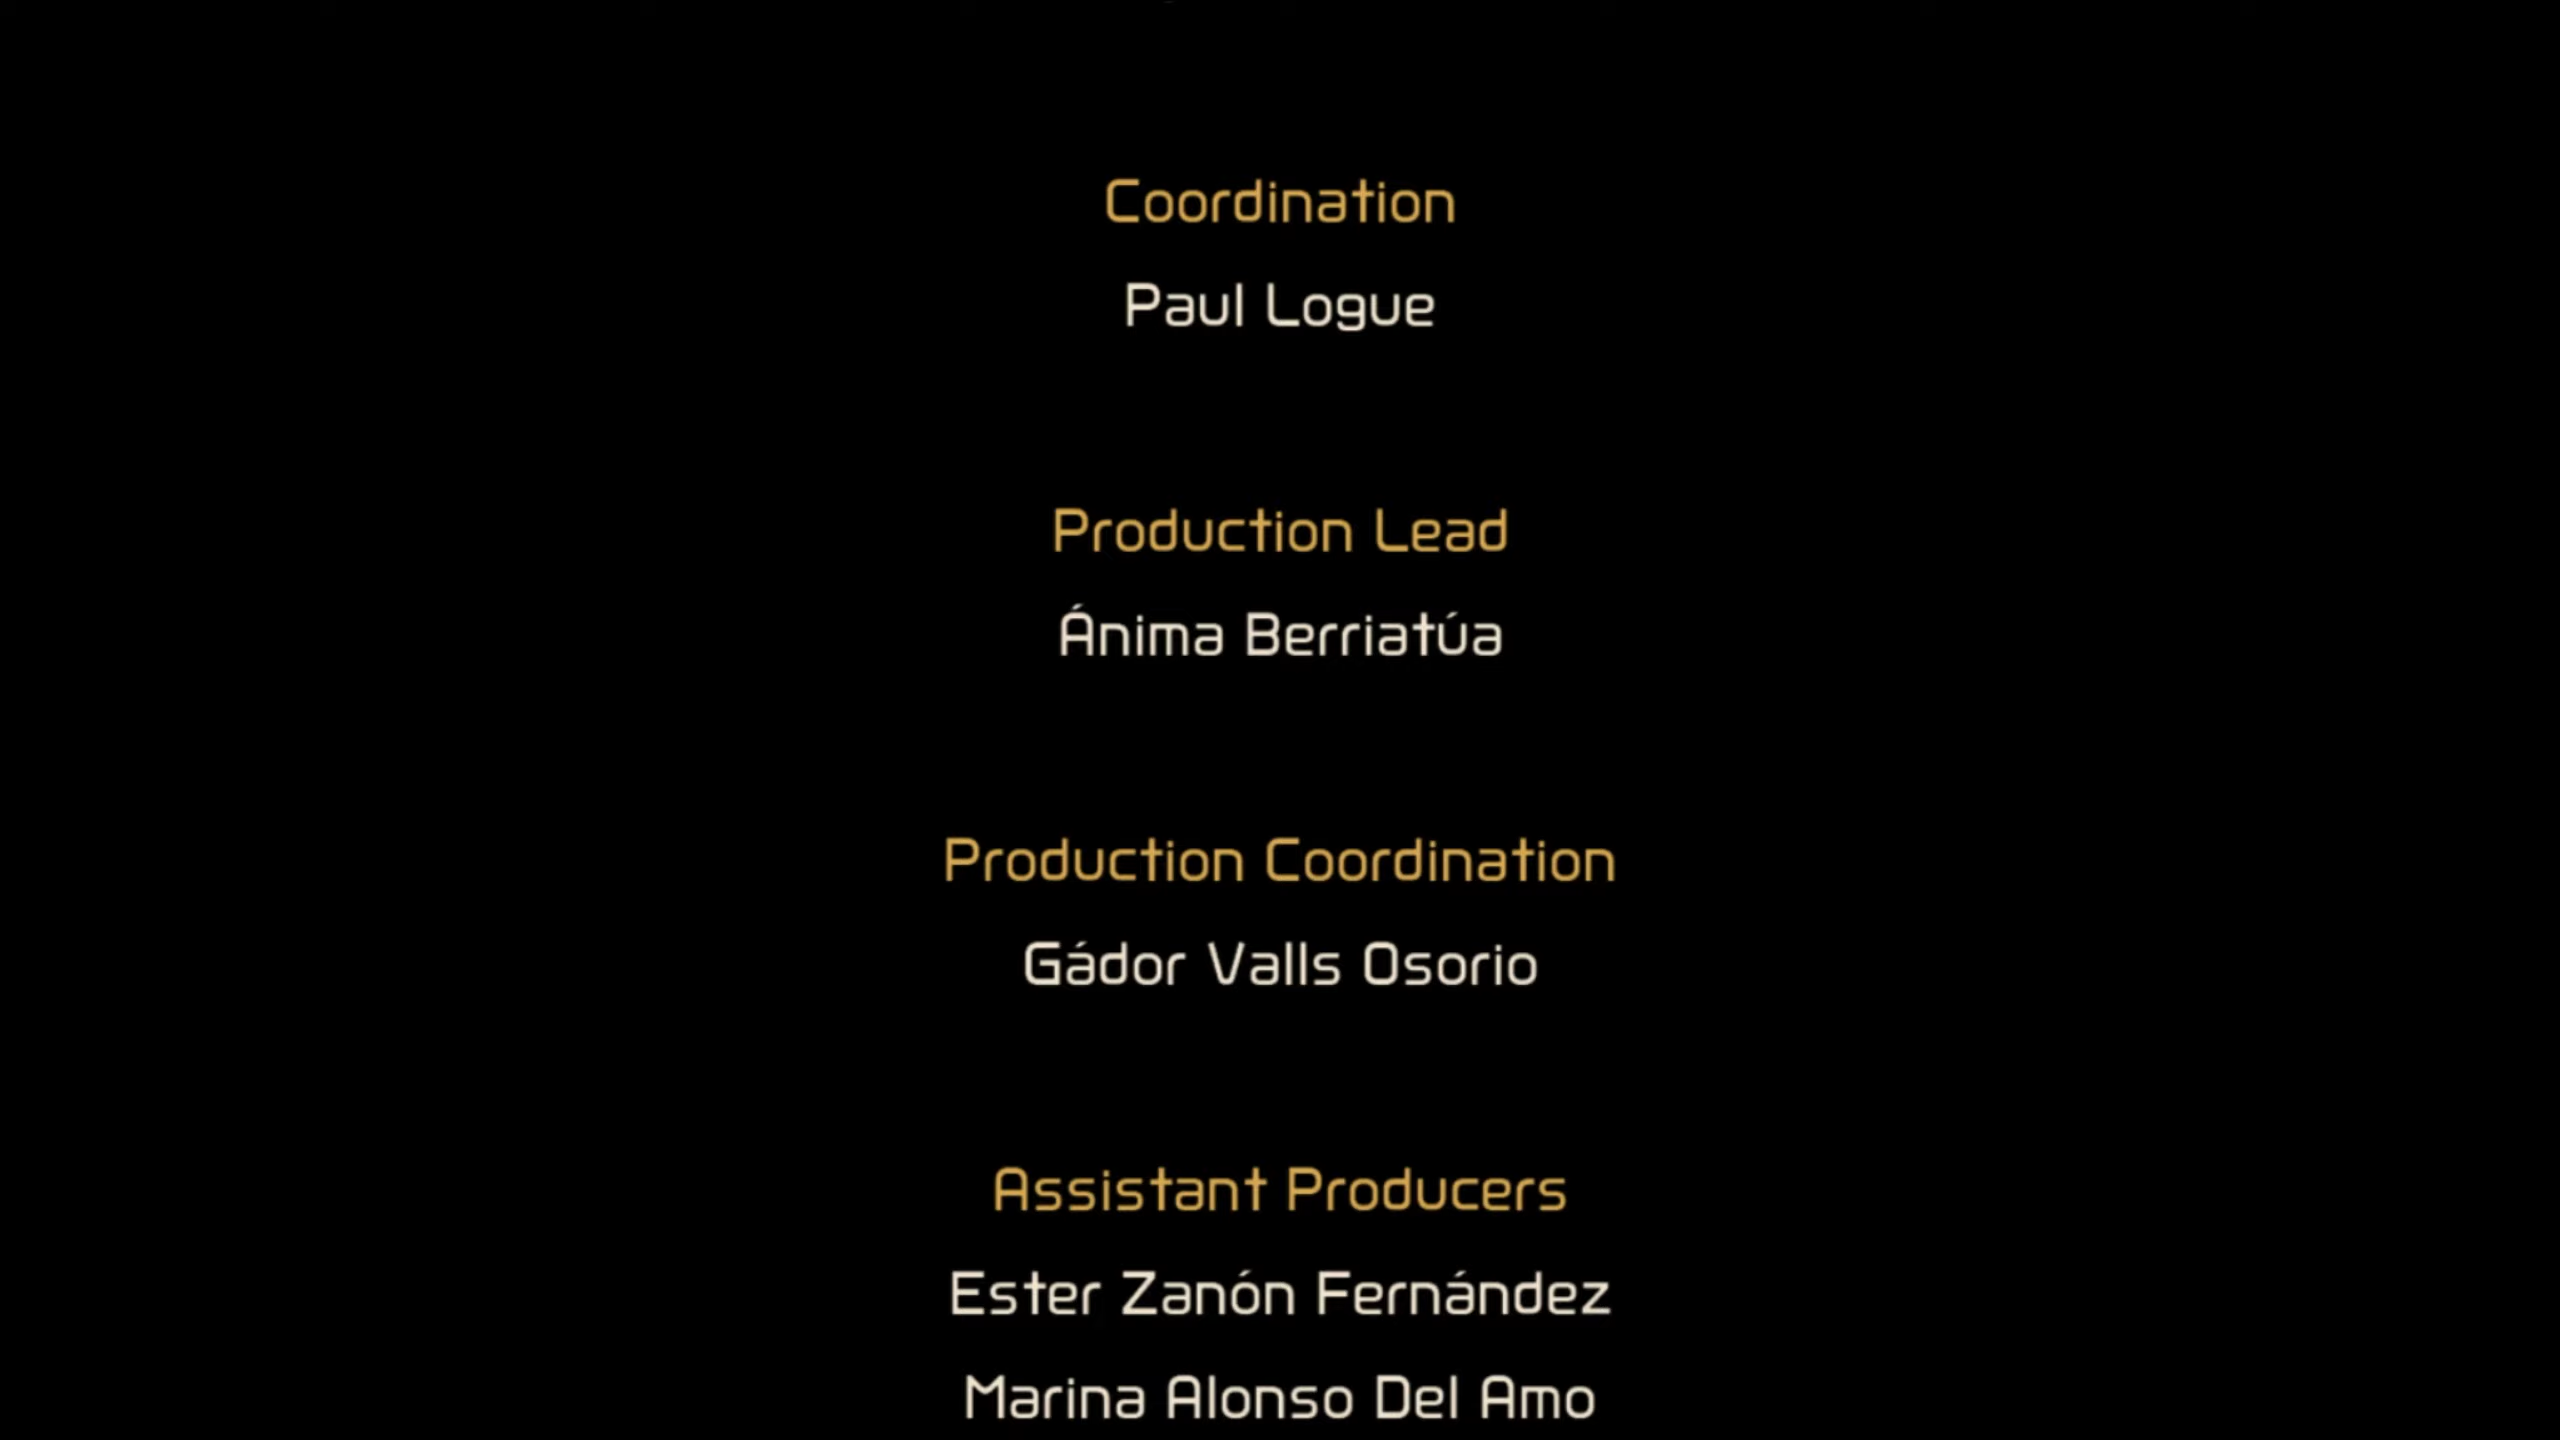 Coordination
Paul Logue
Production Lead
Ánima Berriatúa
Production Coordination
Gádor Valls Osorio
Assistant Producers
Ester Zanón Fernández
Marina Alonso Del Amo